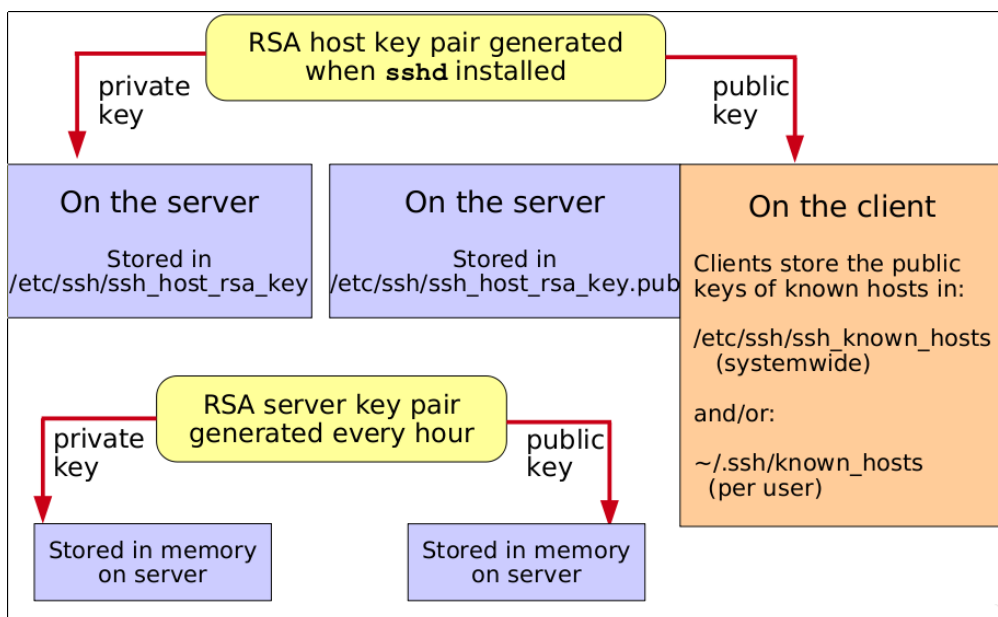 RSA host key pair generated
when sshd installed
private
key
public
key
On the server
Stored in
/etc/ssh/ssh_host_rsa_key
On the server
Stored in
/etc/ssh/ssh_host_rsa_key.pub
On the client
Clients store the public
keys of known hosts in:
/etc/ssh/ssh_known_hosts
(systemwide)
and/or:
~/.ssh/known_hosts
(per user)
RSA server key pair
generated every hour
private
key
public
key
Stored in memory
on server
Stored in memory
on server